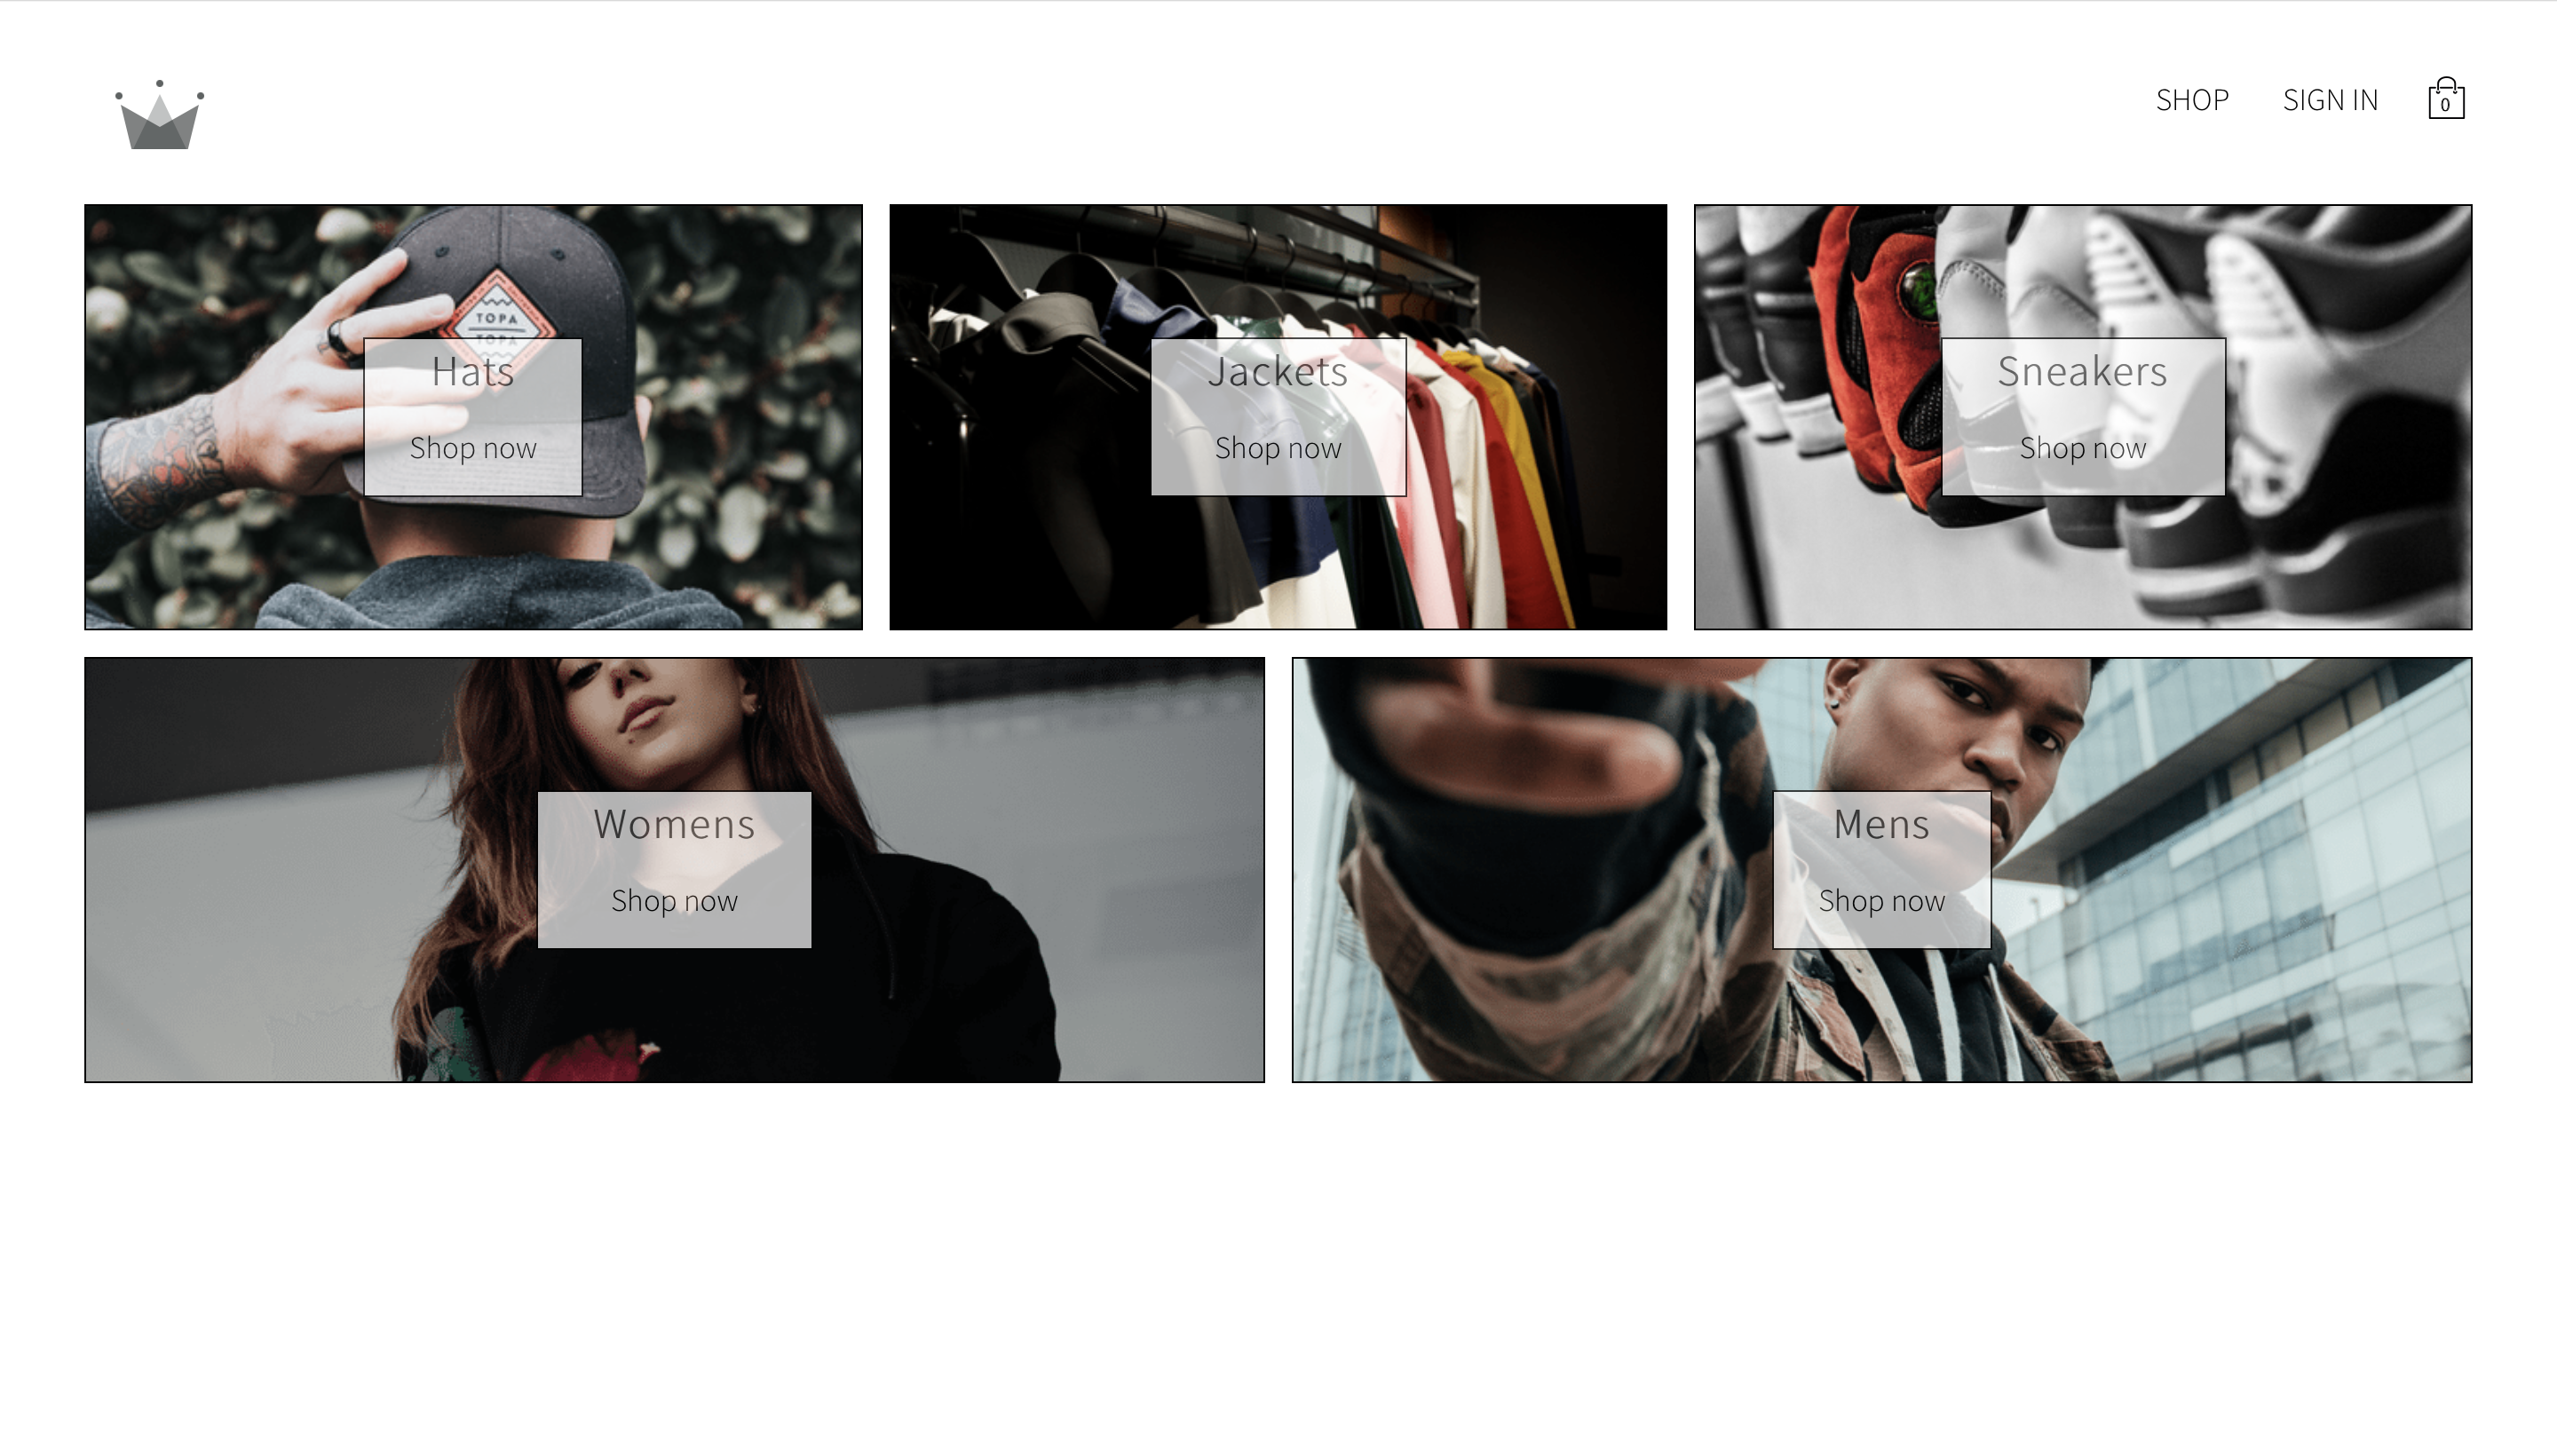 SHOP
SIGN IN
0
TOPA
TOPA
Hats
Shop now
Jackets
Shop now
Sneakers
Shop now
Womens
Shop now
Mens
Shop now